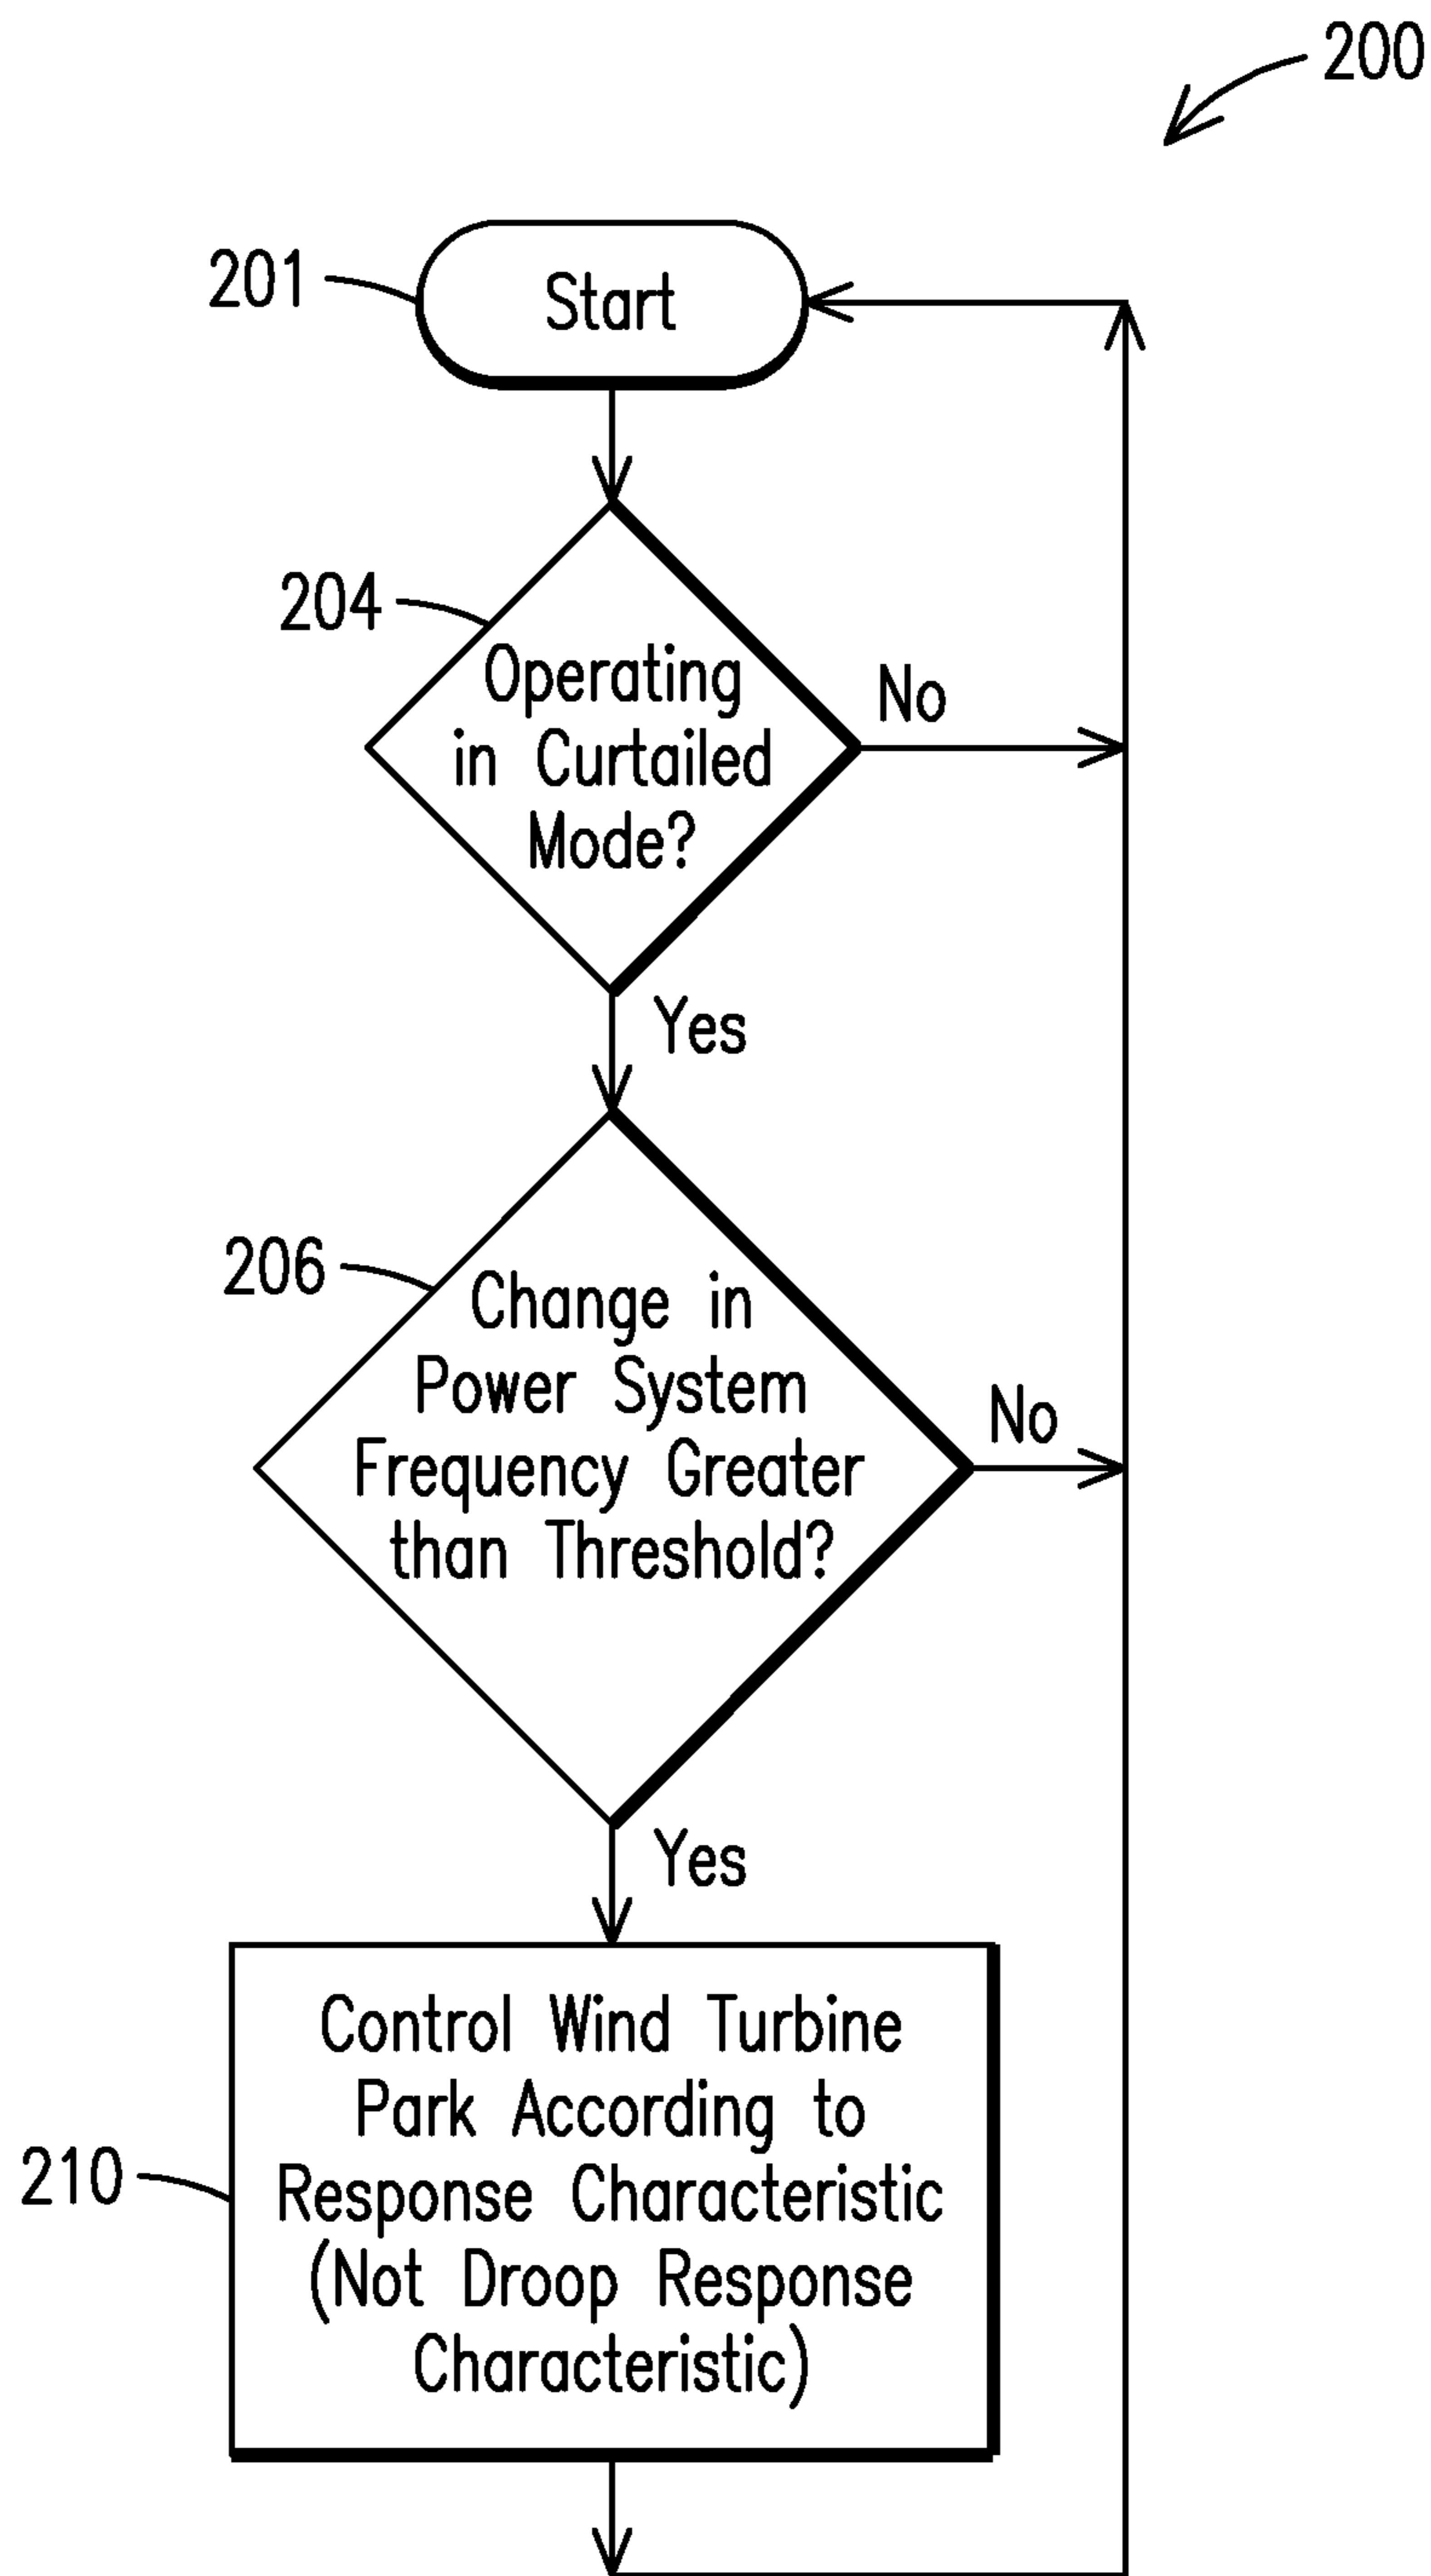 200
201
Start
204
Operating
in Curtailed
Mode?
No
Yes
206
Change in
Power System
Frequency Greater
than Threshold?
No
Yes
210
Control Wind Turbine
Park According to
Response Characteristic
(Not Droop Response
Characteristic)